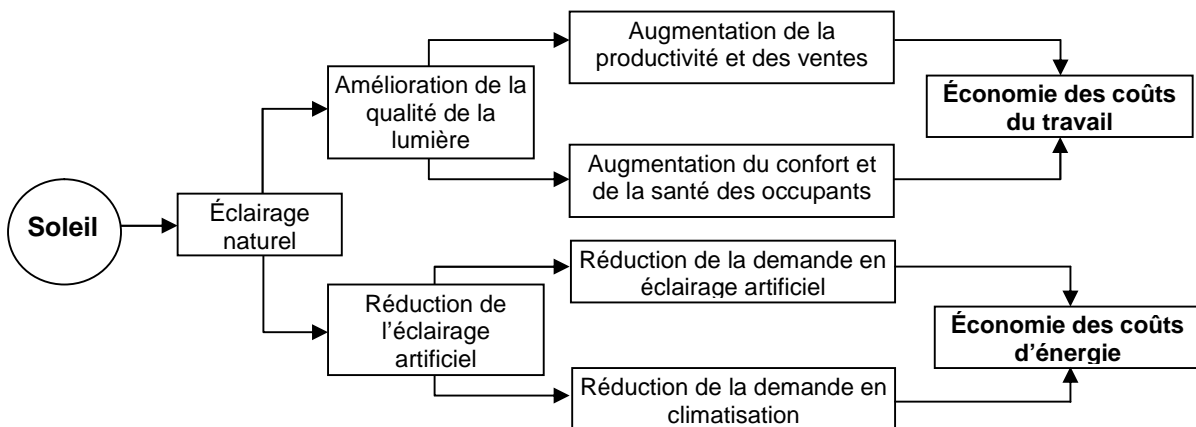 Soleil
Éclairage
naturel
Amélioration de la
qualité de la
lumière
Augmentation de la
productivité et des ventes
Augmentation du confort et
de la santé des occupants
Économie des coûts
du travail
Réduction de
l’éclairage
artificiel
Réduction de la demande en
éclairage artificiel
Réduction de la demande en
climatisation
Économie des coûts
d’énergie